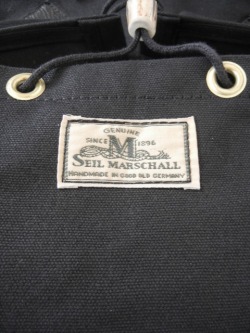 GENUINE
SINCE M 1896
SEIL MARSCHALL
HANDMADE IN GOOD OLD GERMANY